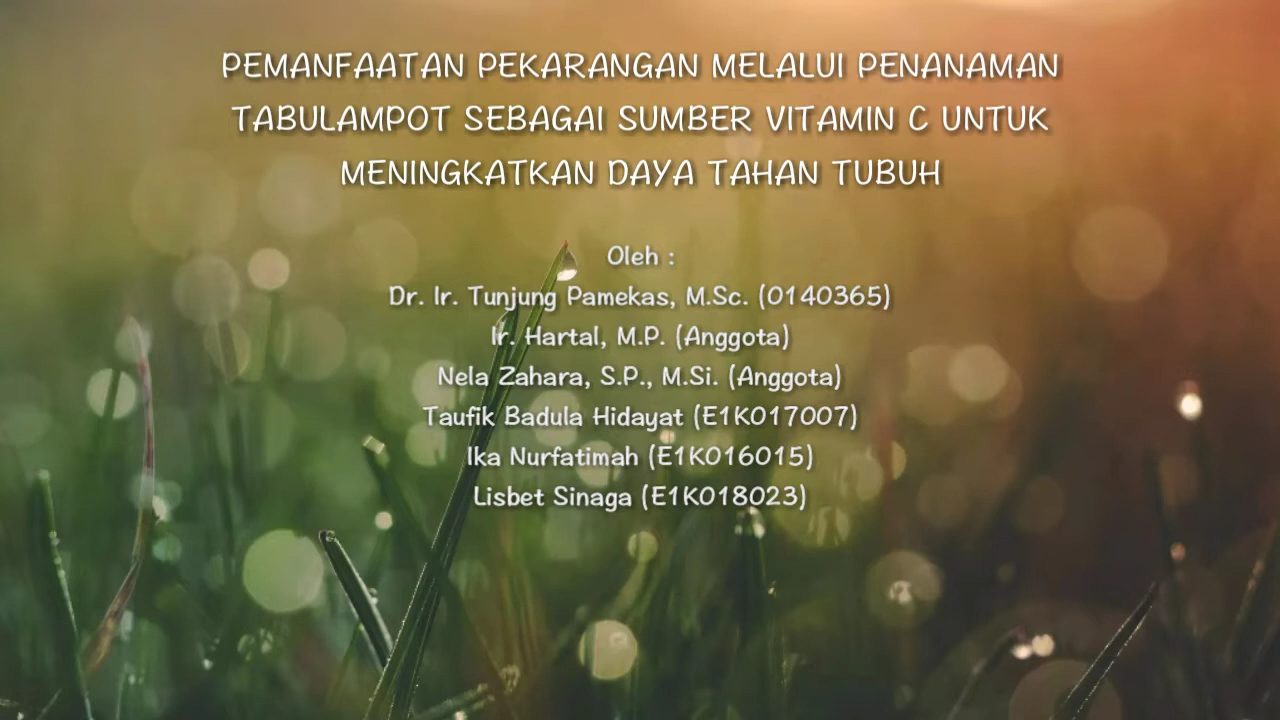 PEMANFAATAN PEKARANGAN MELALUI PENANAMAN
TABULAMPOT SEBAGAI SUMBER VITAMIN C UNTUK
MENINGKATKAN DAYA TAHAN TUBUH
Oleh :
Dr. Ir. Tunjung Pamekas, M.Sc. (0140365)
Ir. Hartal, M.P. (Anggota)
Nela Zahara, S.P., M.Si. (Anggota)
Taufik Badula Hidayat (E1K017007)
Ika Nurfatimah (E1K016015)
Lisbet Sinaga (E1K018023)